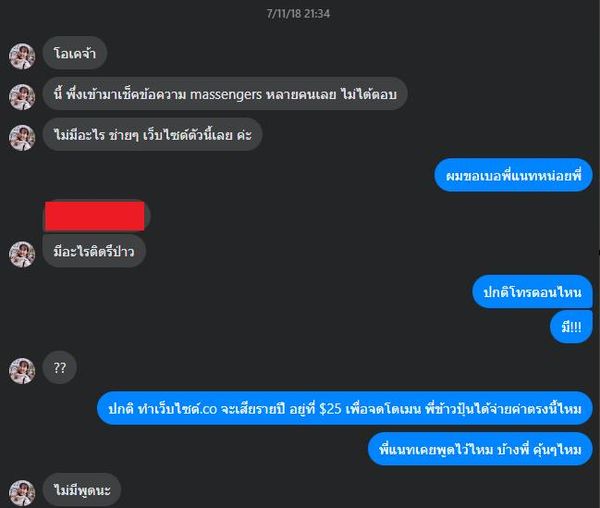 7/11/18 21:34
โอเคจ้า
นี้ พึ่งเข้ามาเช็คข้อความ massengers หลายคนเลย ไม่ได้ตอบ
ไม่มีอะไร ช่ายๆ เว็บไซต์ตัวนี้เลย ค่ะ
ผมขอเบอพี่แนทหน่อยพี่
มีอะไรติดรึป่าว
ปกติโทรตอนไหน
มี!!!
??
ปกติ ทำเว็บไซต์.co จะเสียรายปี อยู่ที่ $25 เพื่อจดโดเมน พี่ข้าวปุ้นได้จ่ายค่าตรงนี้ไหม
พี่แนทเคยพูดไว้ไหม บ้างพี่ คุ้นๆไหม
ไม่มีพูดนะ